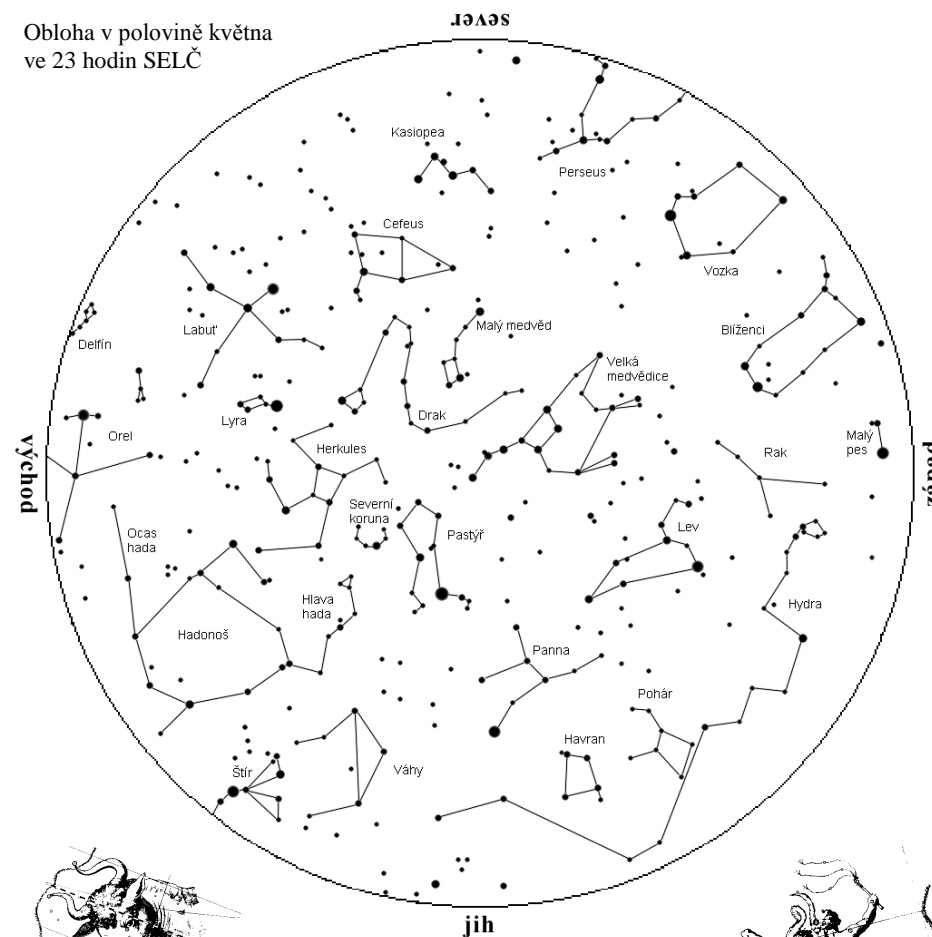 Obloha v polovině května
ve 23 hodin SELČ
sever
Kasiopea
Perseus
Cefeus
Vozka
Malý medvěd
Blíženci
Labuť
Delfín
Velká
medvědice
Drak
Lyra
Orel
Malý
pes
východ
západ
Herkules
Rak
Severní
koruna
Pastýř
Lev
Ocas
hada
Hlava
hada
Hydra
Hadonoš
Panna
Pohár
Havran
Štír
Váhy
jih